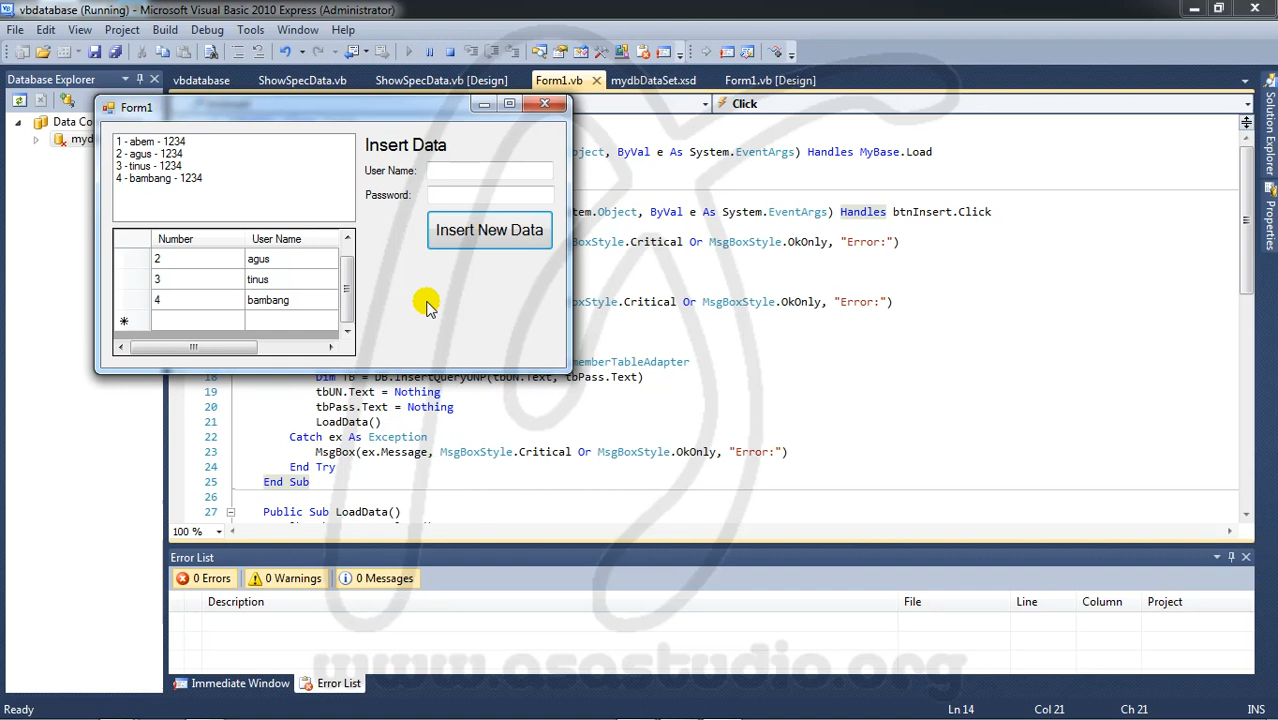 vbdatabase (Running) - Microsoft Visual Basic 2010 Express (Administrator)
File Edit View Project Build Debug Tools Window Help
Database Explorer
vbdatabase ShowSpecData.vb ShowSpecData.vb [Design] Form1.vb mydbDataSet.xsd Form1.vb [Design]
Click
Data Co
myd
Form1
1 - abem - 1234
2 - agus - 1234
3 - tinus - 1234
4 - bambang - 1234
Insert Data
User Name:
Password:
Insert New Data
Number User Name
2 agus
3 tinus
4 bambang
bject, ByVal e As System.EventArgs) Handles MyBase.Load
.Object, ByVal e As System.EventArgs) Handles btnInsert.Click
oxStyle.Critical Or MsgBoxStyle.OkOnly, "Error:")
xStyle.Critical Or MsgBoxStyle.OkOnly, "Error:")
memberTableAdapter
18 Dim Tb = DB.InsertQueryUNP(tbUN.Text, tbPass.Text)
19 tbUN.Text = Nothing
20 tbPass.Text = Nothing
21 LoadData()
22 Catch ex As Exception
23 MsgBox(ex.Message, MsgBoxStyle.Critical Or MsgBoxStyle.OkOnly, "Error:")
24 End Try
25 End Sub
26
27 Public Sub LoadData()
100 %
Error List
0 Errors 0 Warnings 0 Messages
Description File Line Column Project
www.asastudio.org
Immediate Window Error List
Ready Ln 14 Col 21 Ch 21 INS
Solution Explorer